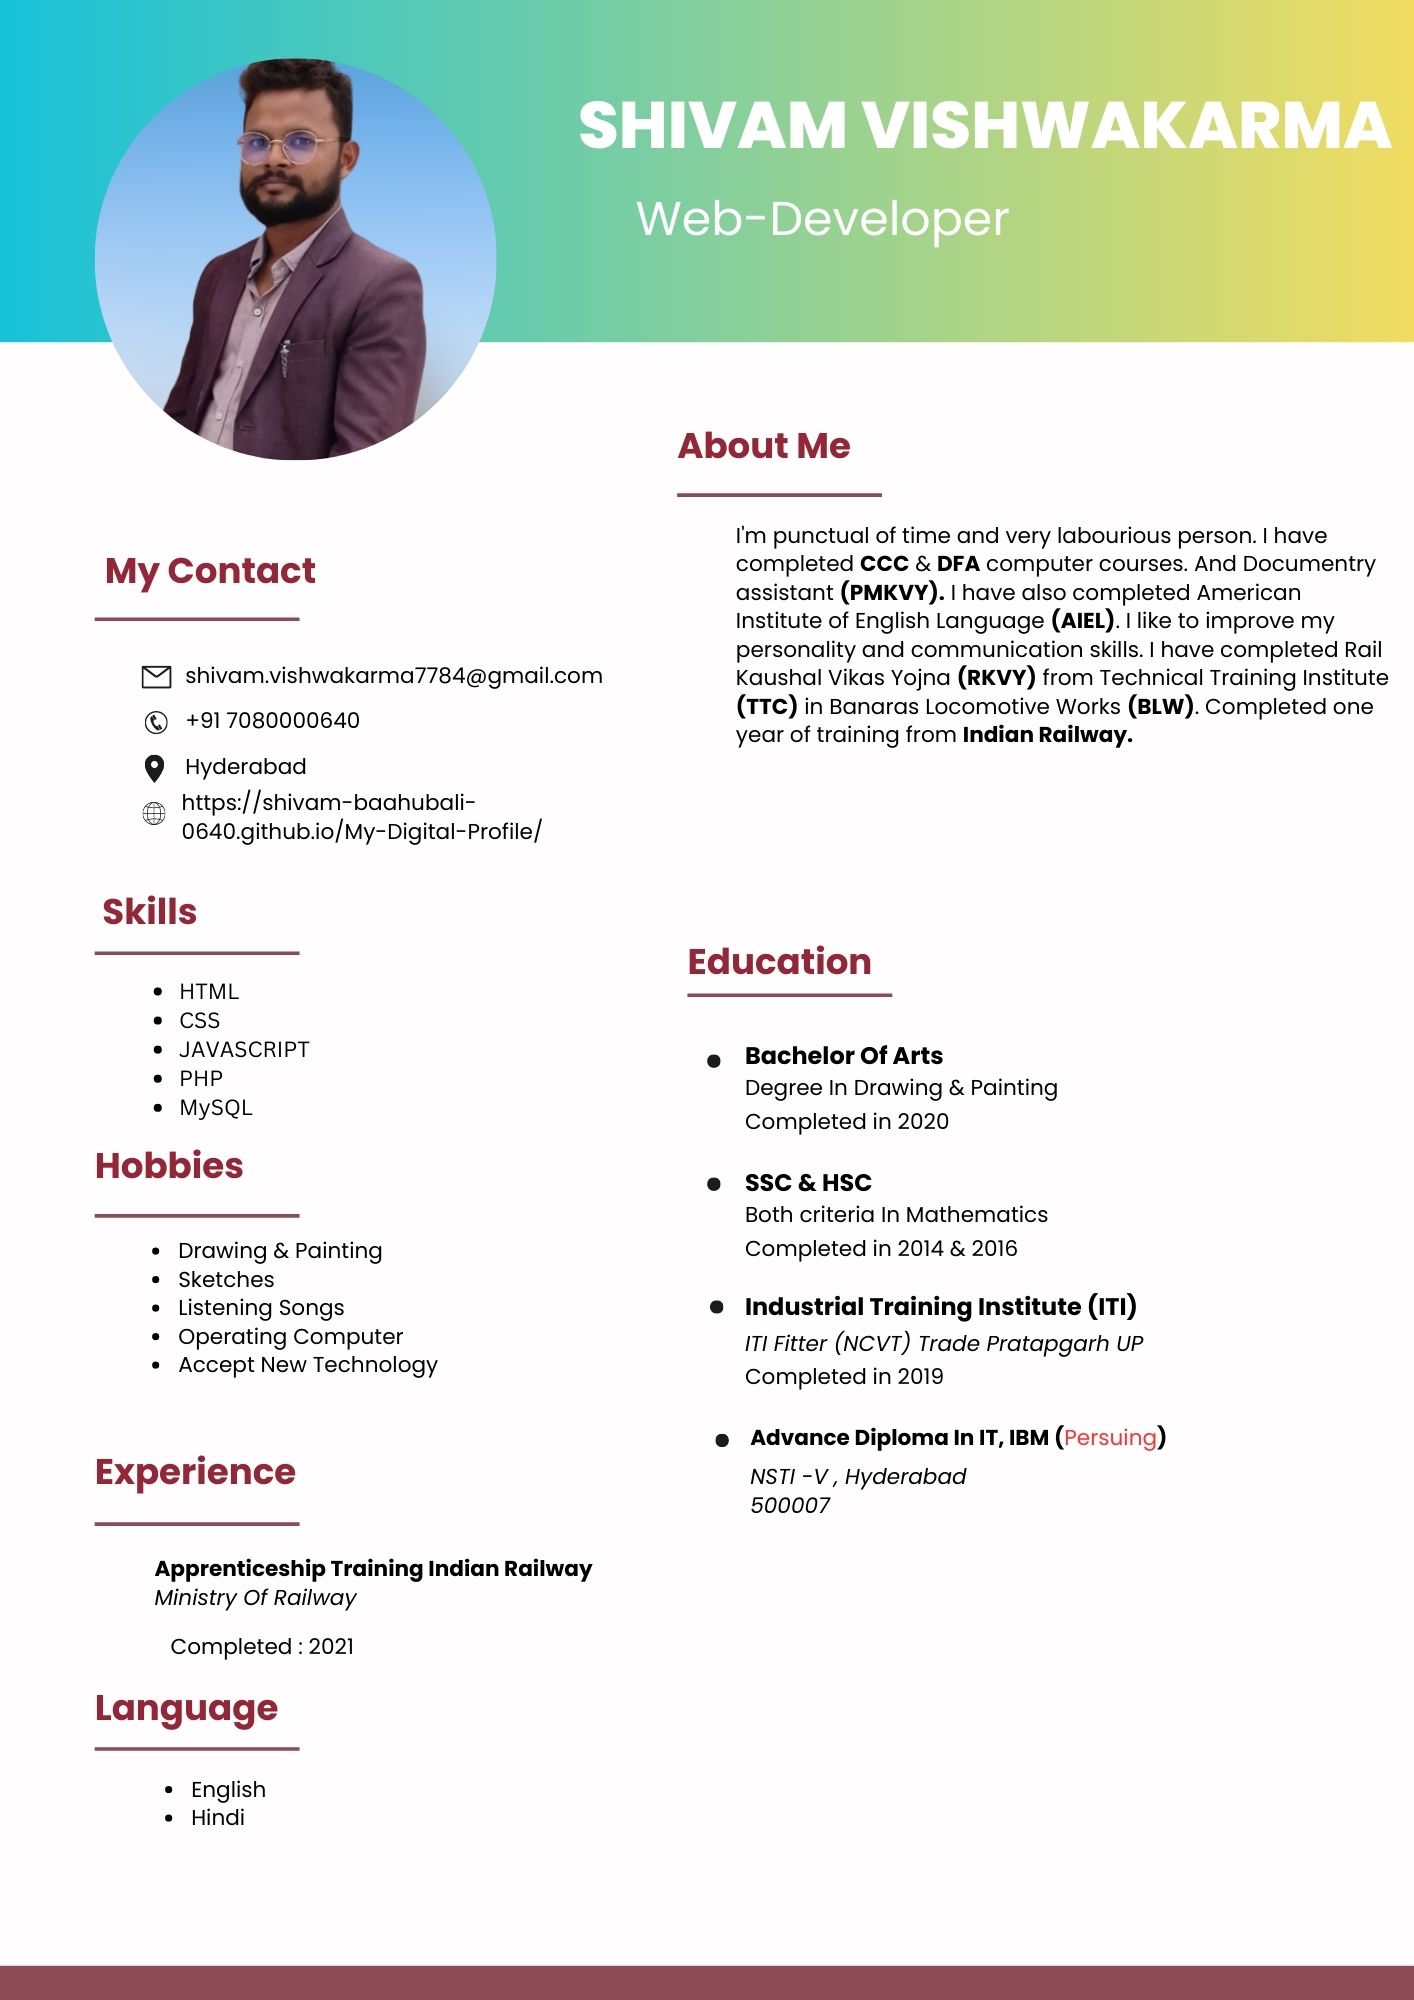 SHIVAM VISHWAKARMA
Web-Developer
My Contact
shivam.vishwakarma7784@gmail.com
+91 7080000640
Hyderabad
https://shivam-baahubali-
0640.github.io/My-Digital-Profile/
Skills
HTML
CSS
JAVASCRIPT
PHP
MySQL
Hobbies
Drawing & Painting
Sketches
Listening Songs
Operating Computer
Accept New Technology
Experience
Apprenticeship Training Indian Railway
Ministry Of Railway
Completed : 2021
Language
English
Hindi
About Me
I'm punctual of time and very labourious person. I have
completed CCC & DFA computer courses. And Documentry
assistant (PMKVY). I have also completed American
Institute of English Language (AIEL). I like to improve my
personality and communication skills. I have completed Rail
Kaushal Vikas Yojna (RKVY) from Technical Training Institute
(TTC) in Banaras Locomotive Works (BLW). Completed one
year of training from Indian Railway.
Education
Bachelor Of Arts
Degree In Drawing & Painting
Completed in 2020
SSC & HSC
Both criteria In Mathematics
Completed in 2014 & 2016
Industrial Training Institute (ITI)
ITI Fitter (NCVT) Trade Pratapgarh UP
Completed in 2019
Advance Diploma In IT, IBM (Persuing)
NSTI -V , Hyderabad
500007